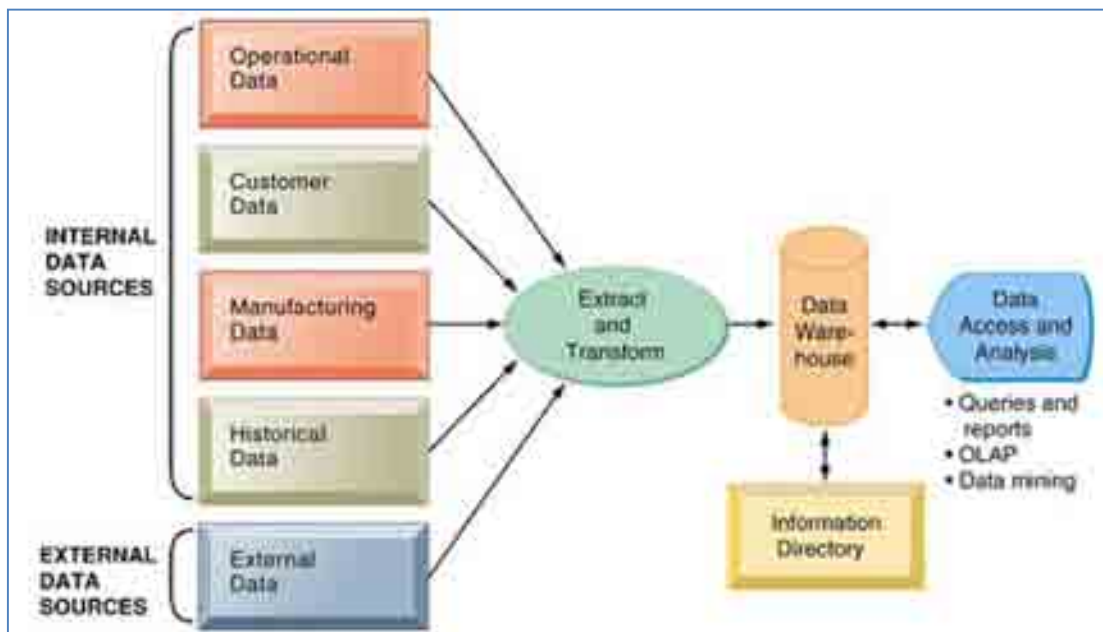 INTERNAL
DATA
SOURCES
Operational
Data
Customer
Data
Manufacturing
Data
Historical
Data
EXTERNAL
DATA
SOURCES
External
Data
Extract
and
Transform
Data
Ware-
house
Data
Access and
Analysis
• Queries and
reports
• OLAP
• Data mining
Information
Directory